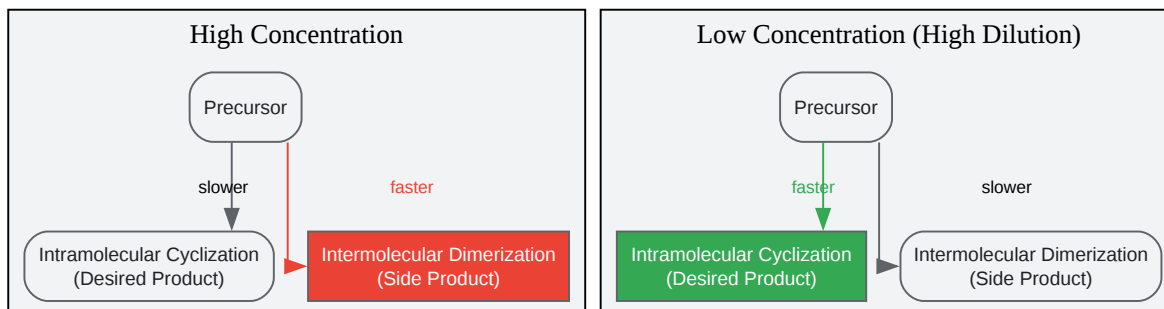 High Concentration
Precursor
slower
faster
Intramolecular Cyclization
(Desired Product)
Intermolecular Dimerization
(Side Product)
Low Concentration (High Dilution)
Precursor
faster
slower
Intramolecular Cyclization
(Desired Product)
Intermolecular Dimerization
(Side Product)